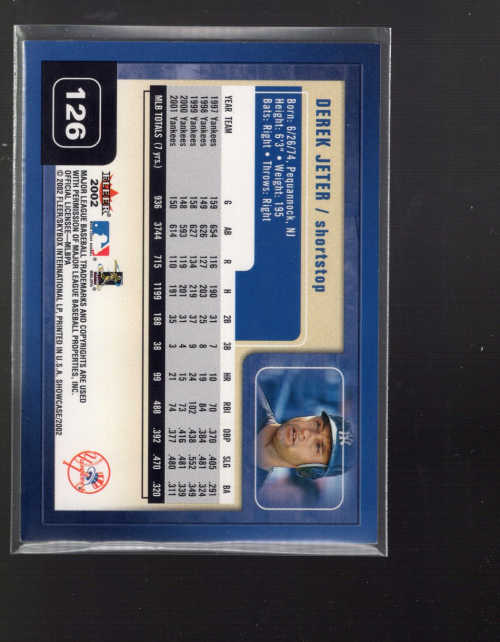 DEREK JETER / shortstop
Born: 6/26/74, Pequannock, NJ
Height: 6'3" • Weight: 195
Bats: Right • Throws: Right
YEAR TEAM G AB R H 2B 3B HR RBI OBP SLG BA
1997 Yankees 159 654 116 190 31 7 10 70 .370 .405 .291
1998 Yankees 149 626 127 203 25 8 19 84 .384 .481 .324
1999 Yankees 158 627 134 219 37 9 24 102 .438 .552 .349
2000 Yankees 148 593 119 201 31 4 15 73 .416 .481 .339
2001 Yankees 150 614 110 191 35 3 21 74 .377 .480 .311
MLB TOTALS (7 yrs.) 936 3744 715 1199 188 38 99 488 .392 .470 .320
126
FLEER
2002
MAJOR LEAGUE BASEBALL TRADEMARKS AND COPYRIGHTS ARE USED
WITH PERMISSION OF MAJOR LEAGUE BASEBALL PROPERTIES, INC.
OFFICIAL LICENSEE—MLBPA
© 2002 FLEER/SKYBOX INTERNATIONAL LP. PRINTED IN U.S.A. SHOWCASE/2002
Yankees